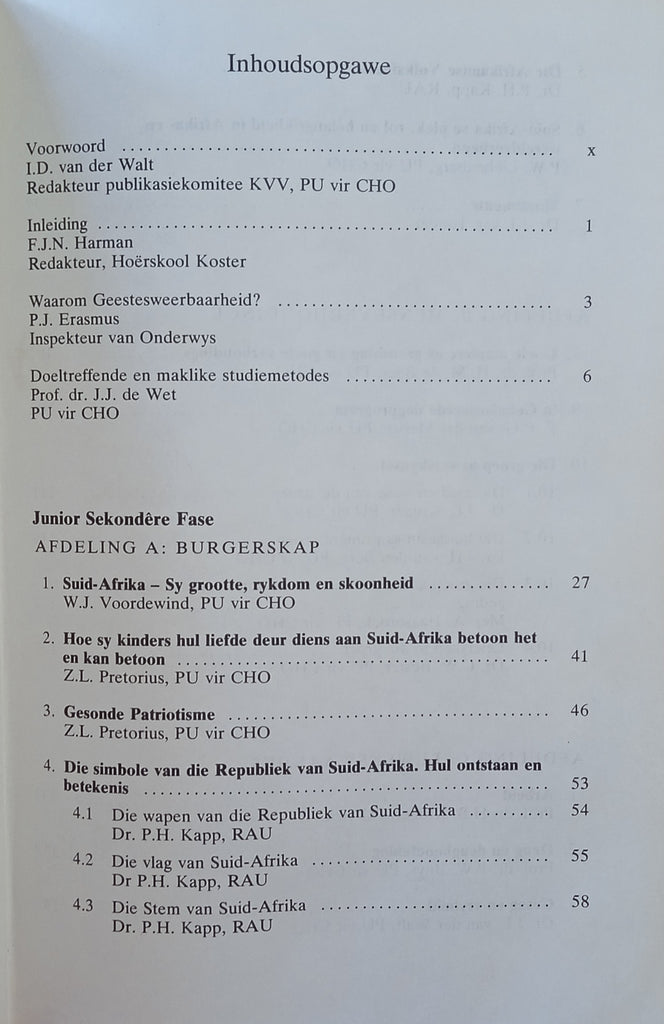 Inhoudsopgawe
Voorwoord ........................................................ x
I.D. van der Walt
Redakteur publikasiekomitee KVV, PU vir CHO
Inleiding ........................................................ 1
F.J.N. Harman
Redakteur, Hoërskool Koster
Waarom Geestesweerbaarheid? ................................. 3
P.J. Erasmus
Inspekteur van Onderwys
Doeltreffende en maklike studiemetodes ......................... 6
Prof. dr. J.J. de Wet
PU vir CHO
Junior Sekondêre Fase
AFDELING A: BURGERSKAP
1. Suid-Afrika – Sy grootte, rykdom en skoonheid ............... 27
W.J. Voordewind, PU vir CHO
2. Hoe sy kinders hul liefde deur diens aan Suid-Afrika betoon het
en kan betoon ............................................. 41
Z.L. Pretorius, PU vir CHO
3. Gesonde Patriotisme ....................................... 46
Z.L. Pretorius, PU vir CHO
4. Die simbole van die Republiek van Suid-Afrika. Hul ontstaan en
betekenis ................................................. 53
4.1 Die wapen van die Republiek van Suid-Afrika .......... 54
Dr. P.H. Kapp, RAU
4.2 Die vlag van Suid-Afrika ............................. 55
Dr P.H. Kapp, RAU
4.3 Die Stem van Suid-Afrika ............................ 58
Dr. P.H. Kapp, RAU